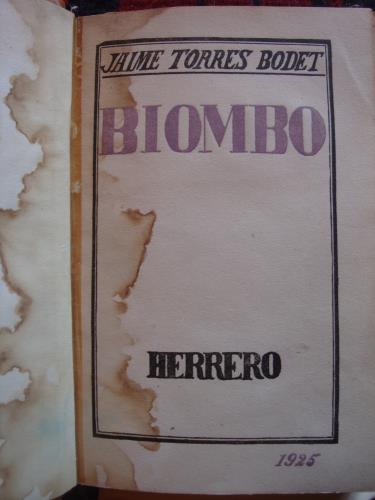 JAIME TORRES BODET
BIOMBO
HERRERO
1925